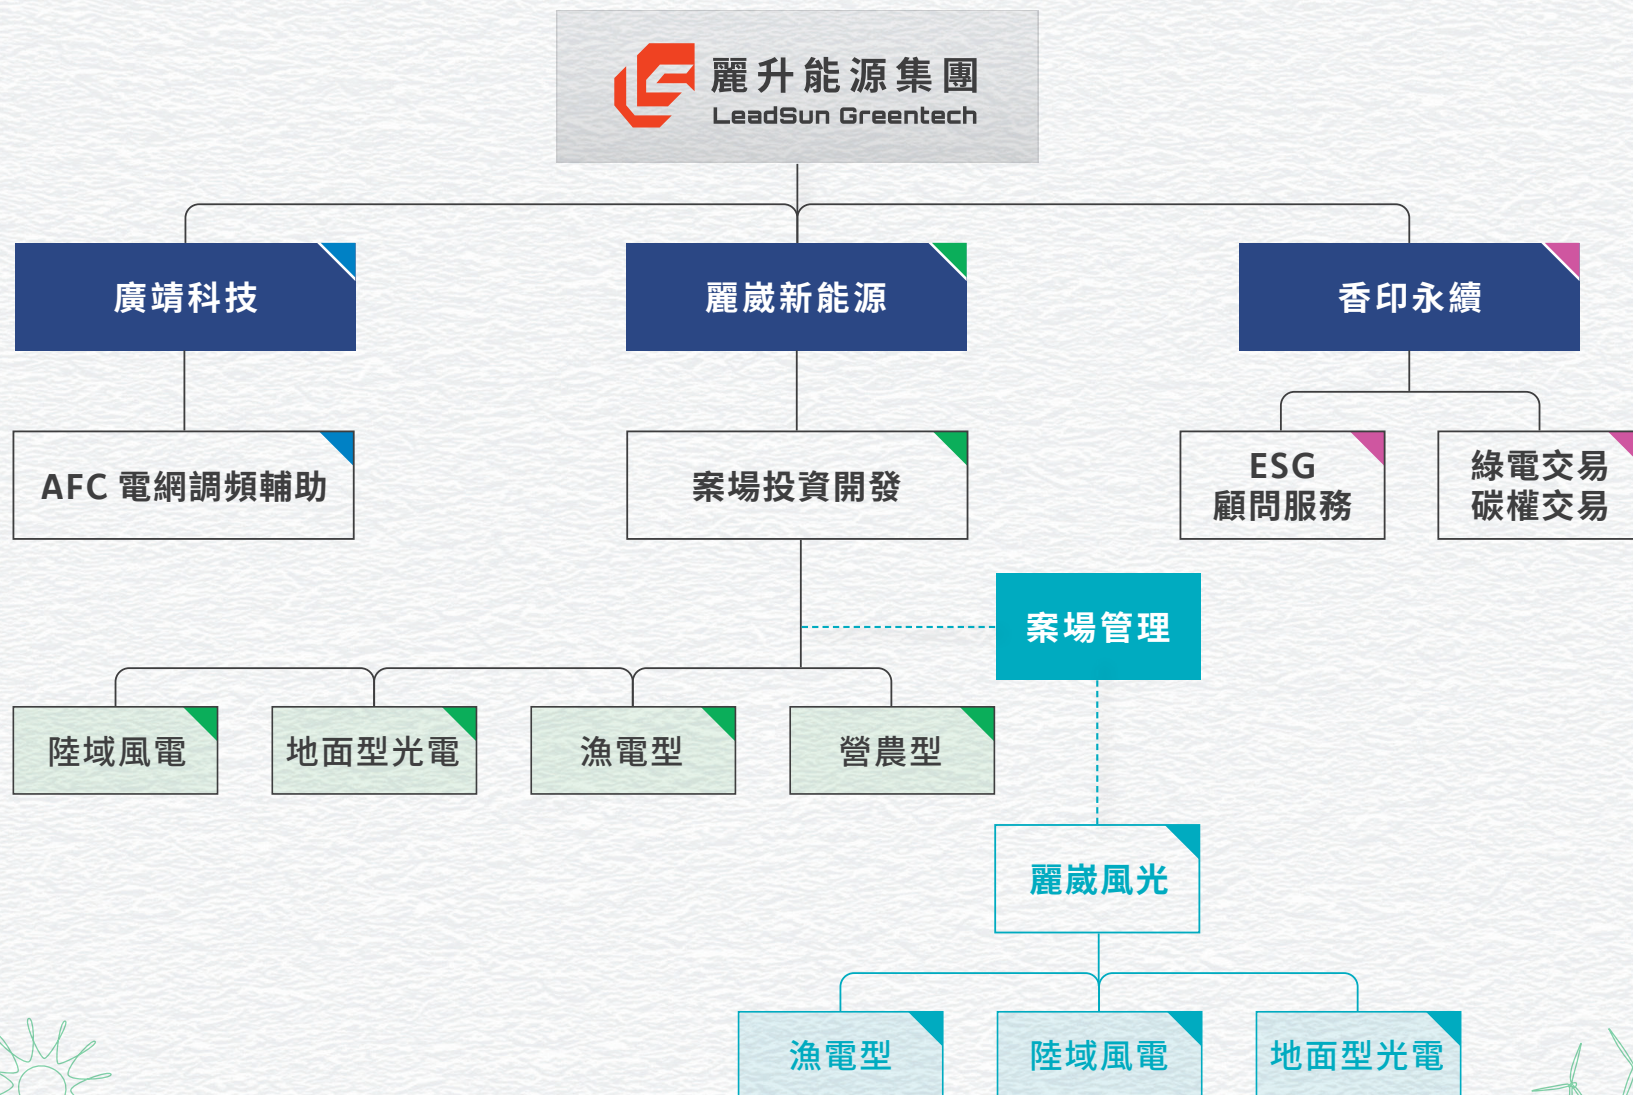 麗升能源集團
LeadSun Greentech
廣靖科技
麗崴新能源
香印永續
AFC 電網調頻輔助
案場投資開發
ESG
顧問服務
綠電交易
碳權交易
案場管理
陸域風電
地面型光電
漁電型
營農型
麗崴風光
漁電型
陸域風電
地面型光電